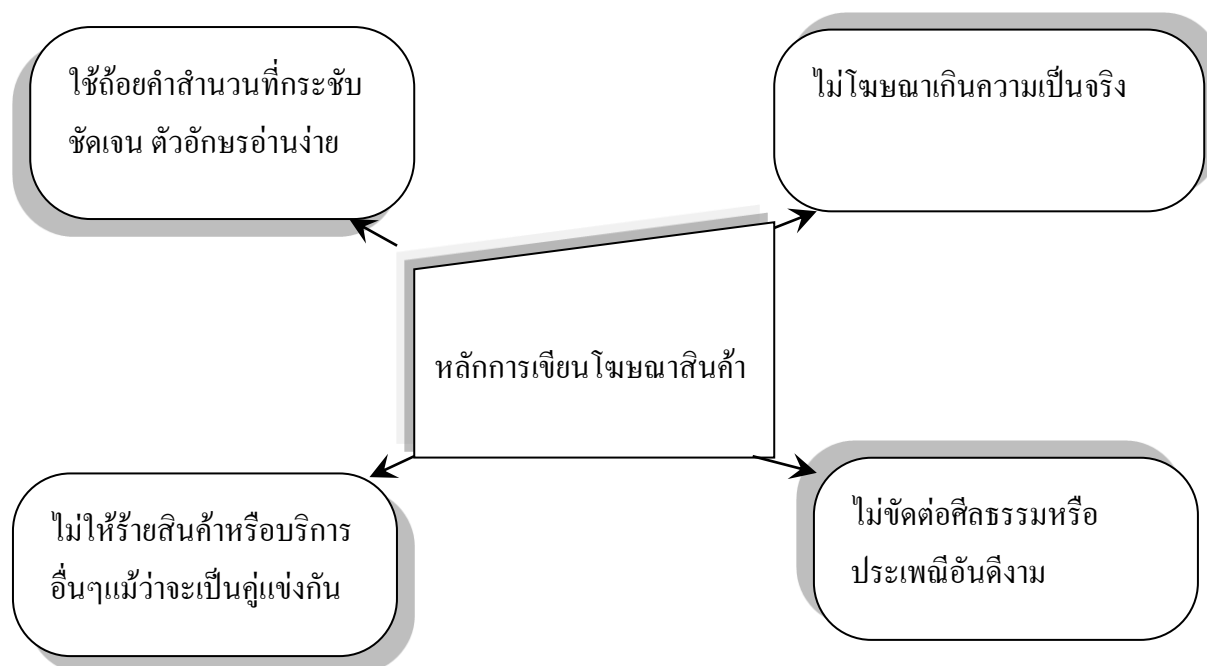 ใช้ถ้อยคำสำนวนที่กระชับ
ชัดเจน ตัวอักษรอ่านง่าย
ไม่โฆษณาเกินความเป็นจริง
หลักการเขียนโฆษณาสินค้า
ไม่ให้ร้ายสินค้าหรือบริการ
อื่นๆแม้ว่าจะเป็นคู่แข่งกัน
ไม่ขัดต่อศีลธรรมหรือ
ประเพณีอันดีงาม